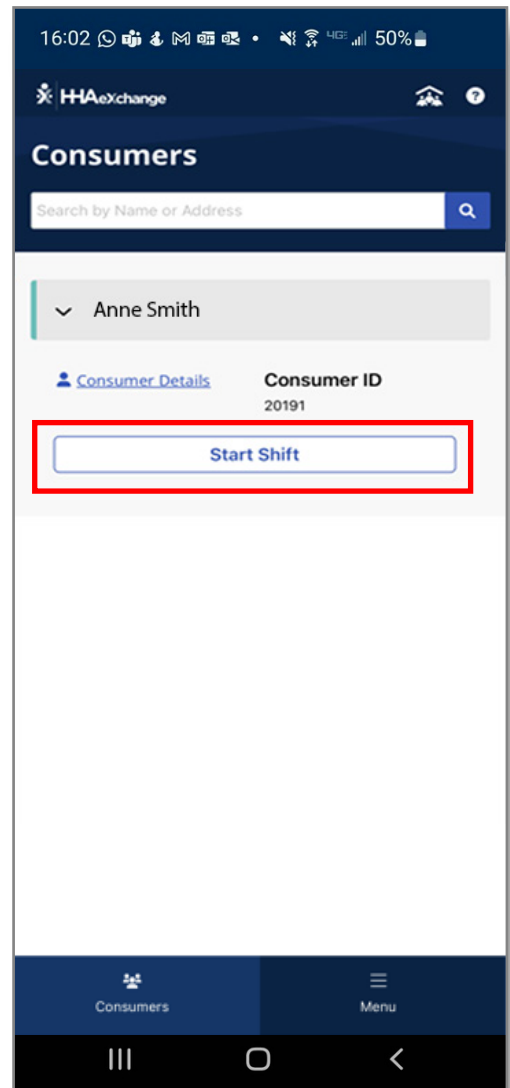 16:02 50%
HHAeXchange
Consumers
Search by Name or Address
Anne Smith
Consumer Details Consumer ID
20191
Start Shift
Consumers Menu